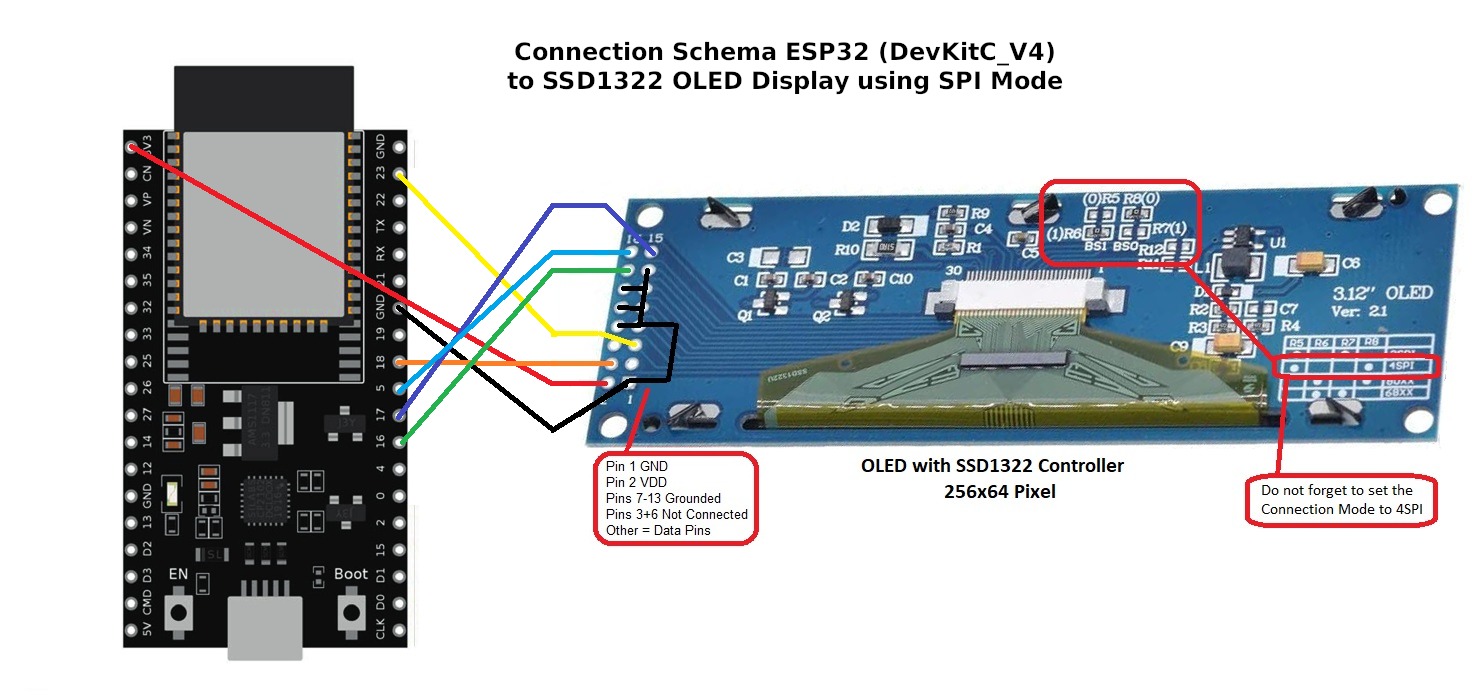 Connection Schema ESP32 (DevKitC_V4)
to SSD1322 OLED Display using SPI Mode
3V3
CN
VP
VN
34
35
32
33
25
26
27
14
12
GND
13
D2
D3
CMD
5V
GND
23
22
TX
RX
21
GND
19
18
5
17
16
4
0
2
15
D1
D0
CLK
EN
Boot
15
1
D2
R10
R9
C4
R1
C3
C1
C2
C10
Q1
Q2
C5
30
1
(0)R5 R8(0)
(1)R6 R7(1)
BS1 BS0
R12
U1
L1
C6
R2
C7
R3
R4
C9
3.12" OLED
Ver: 2.1
R5 R6 R7 R8
4SPI
80XX
68XX
SSD1322U
Pin 1 GND
Pin 2 VDD
Pins 7-13 Grounded
Pins 3+6 Not Connected
Other = Data Pins
OLED with SSD1322 Controller
256x64 Pixel
Do not forget to set the
Connection Mode to 4SPI